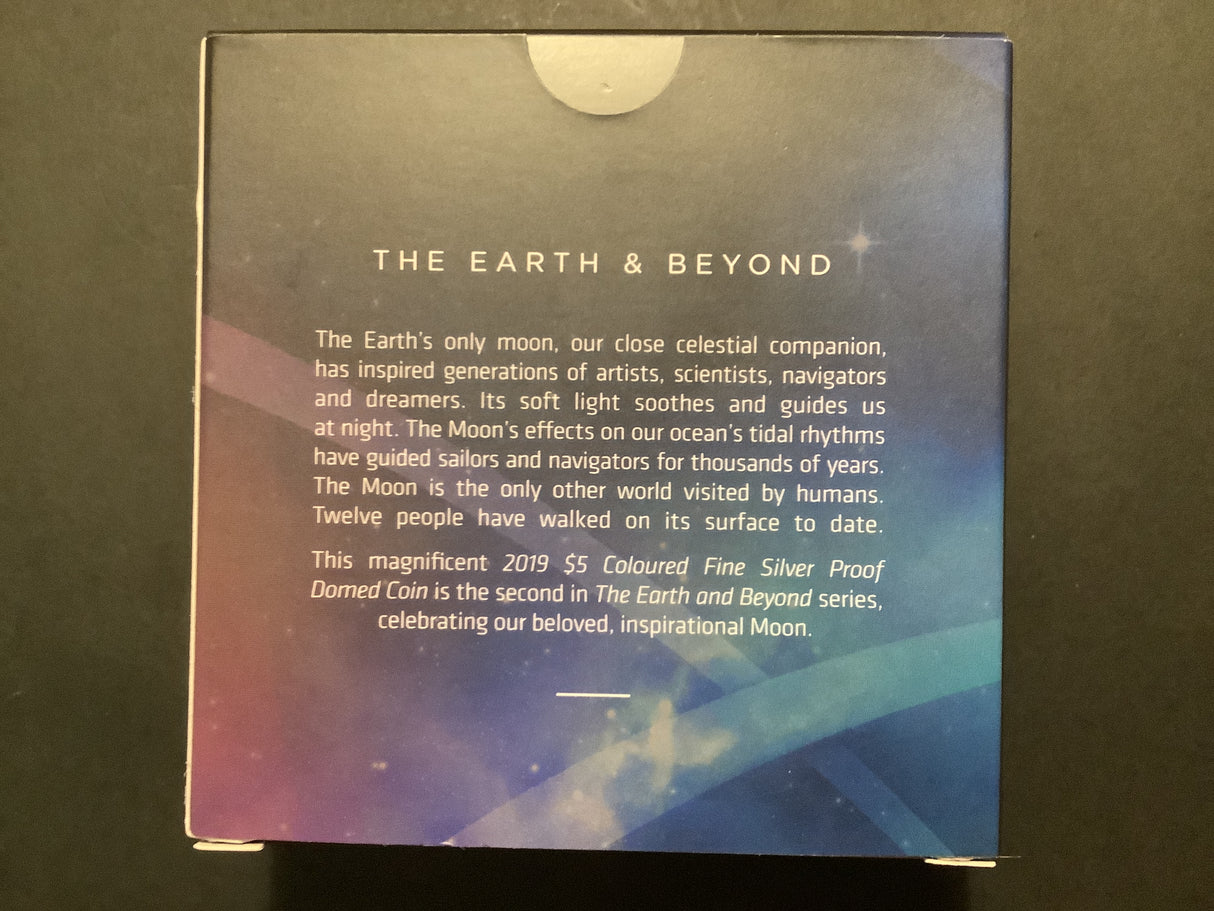 THE EARTH & BEYOND
The Earth's only moon, our close celestial companion,
has inspired generations of artists, scientists, navigators
and dreamers. Its soft light soothes and guides us
at night. The Moon's effects on our ocean's tidal rhythms
have guided sailors and navigators for thousands of years.
The Moon is the only other world visited by humans.
Twelve people have walked on its surface to date.
This magnificent 2019 $5 Coloured Fine Silver Proof
Domed Coin is the second in The Earth and Beyond series,
celebrating our beloved, inspirational Moon.